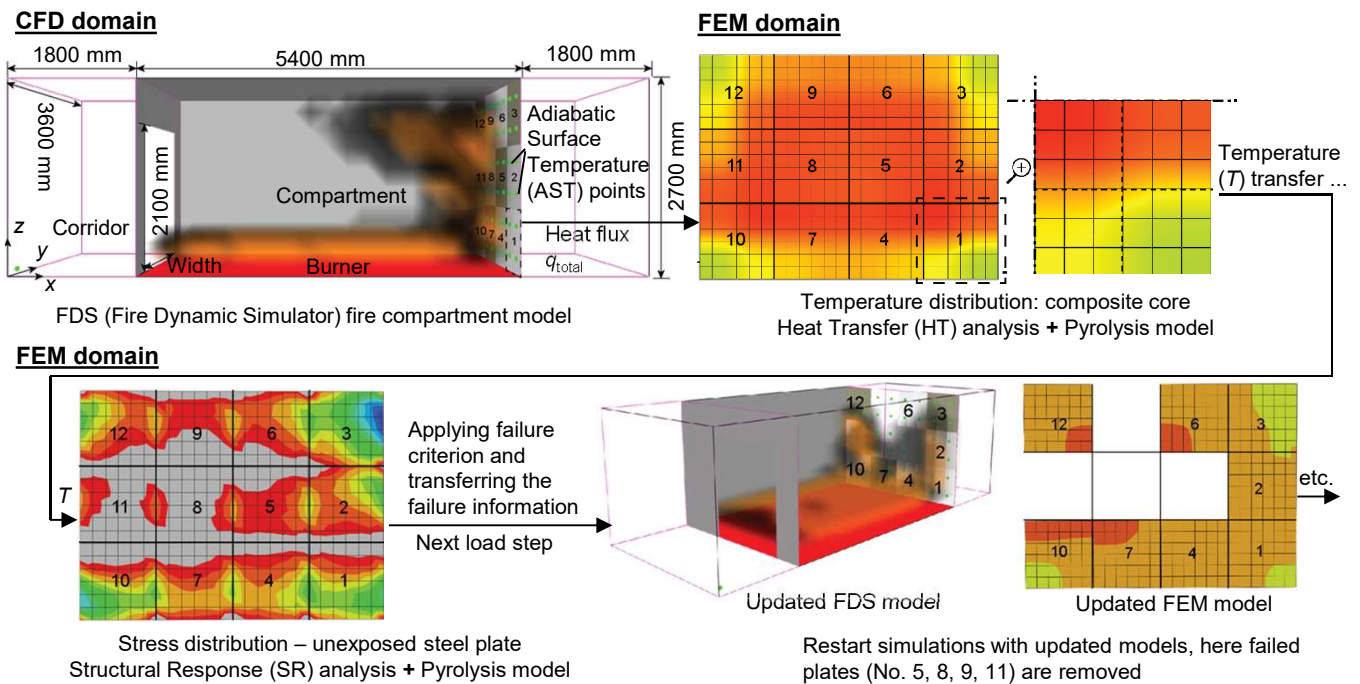 CFD domain
1800 mm
5400 mm
1800 mm
3600 mm
2100 mm
2700 mm
Corridor
Compartment
Width
Burner
z
y
x
12 9 6 3
11 8 5 2
10 7 4 1
Adiabatic
Surface
Temperature
(AST) points
Heat flux
qtotal
FDS (Fire Dynamic Simulator) fire compartment model
FEM domain
12 9 6 3
11 8 5 2
10 7 4 1
Temperature
(T) transfer ...
Temperature distribution: composite core
Heat Transfer (HT) analysis + Pyrolysis model
FEM domain
T
12 9 6 3
11 8 5 2
10 7 4 1
Stress distribution – unexposed steel plate
Structural Response (SR) analysis + Pyrolysis model
Applying failure
criterion and
transferring the
failure information
Next load step
12 6 3
2
10 7 4 1
Updated FDS model
12 6 3
2
10 7 4 1
etc.
Updated FEM model
Restart simulations with updated models, here failed
plates (No. 5, 8, 9, 11) are removed